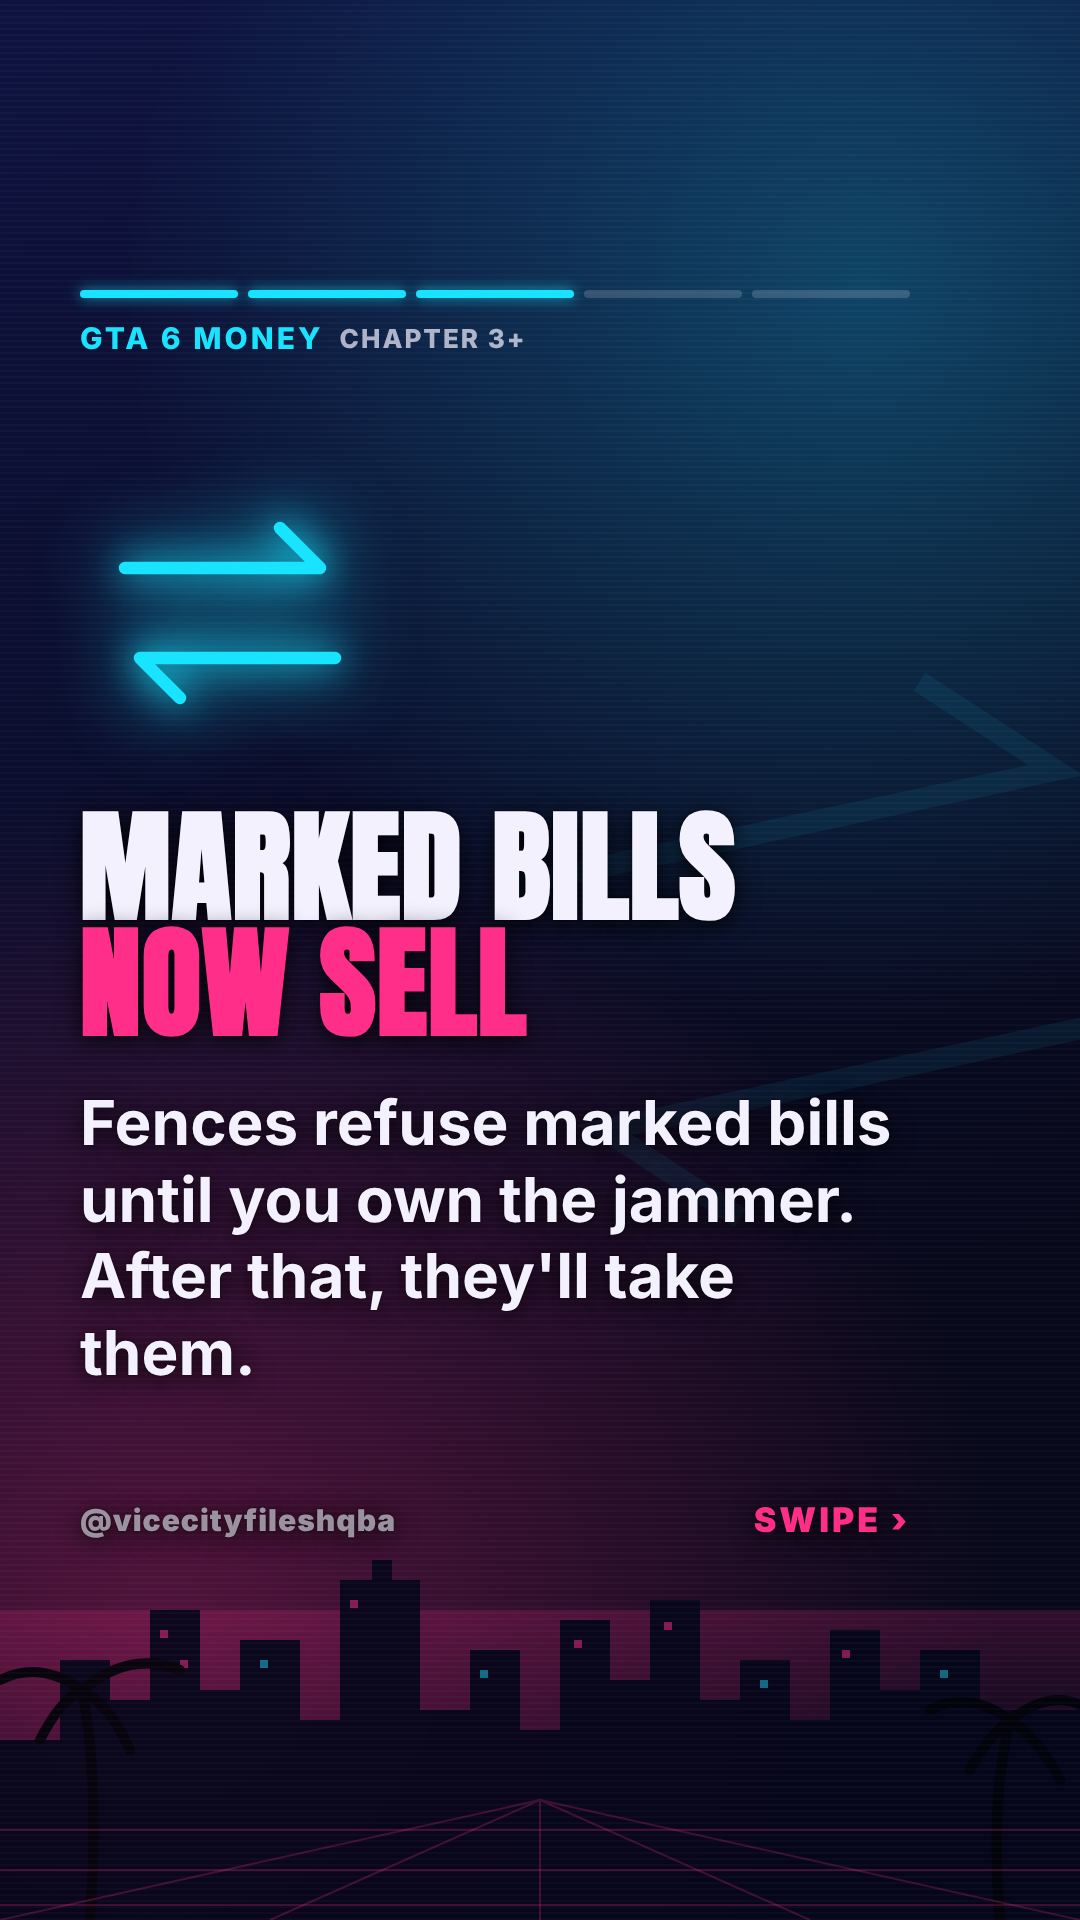 GTA 6 MONEY CHAPTER 3+
MARKED BILLS
NOW SELL
Fences refuse marked bills
until you own the jammer.
After that, they'll take
them.
@vicecityfileshqba SWIPE ›